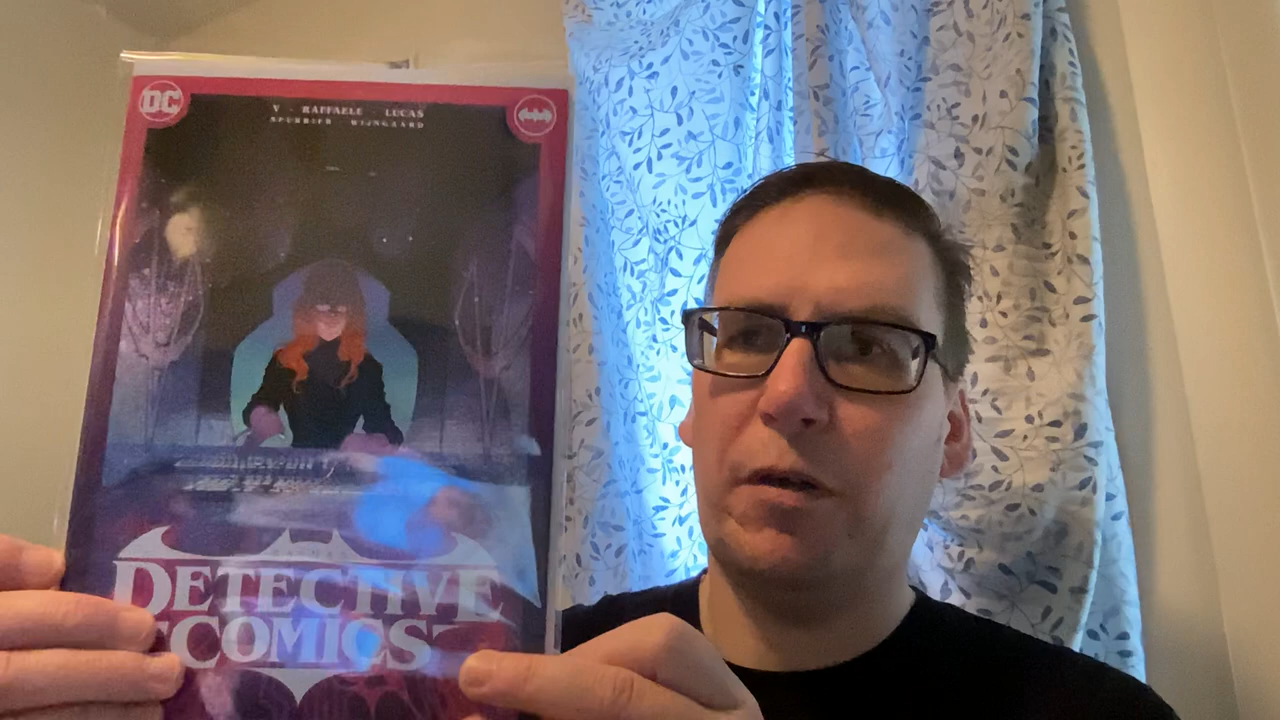 DC
V · RAFFAELE LUCAS
SPURRIER WIJNGAARD
DETECTIVE
COMICS